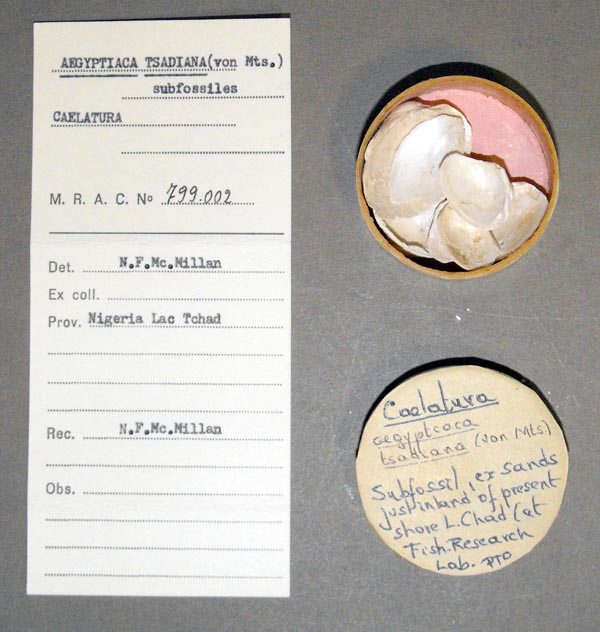 AEGYPTIACA TSADIANA(von Mts.)
subfossiles
CAELATURA
M. R. A. C. No 799.002
Det. N.F.Mc.Millan
Ex coll.
Prov. Nigeria Lac Tchad
Rec. N.F.Mc.Millan
Obs.
Caelatura
aegyptcaca
tsadiana (von Mts)
Subfossil, ex sands
just inland of present
shore L.Chad (at
Fish.Research
Lab. PTO